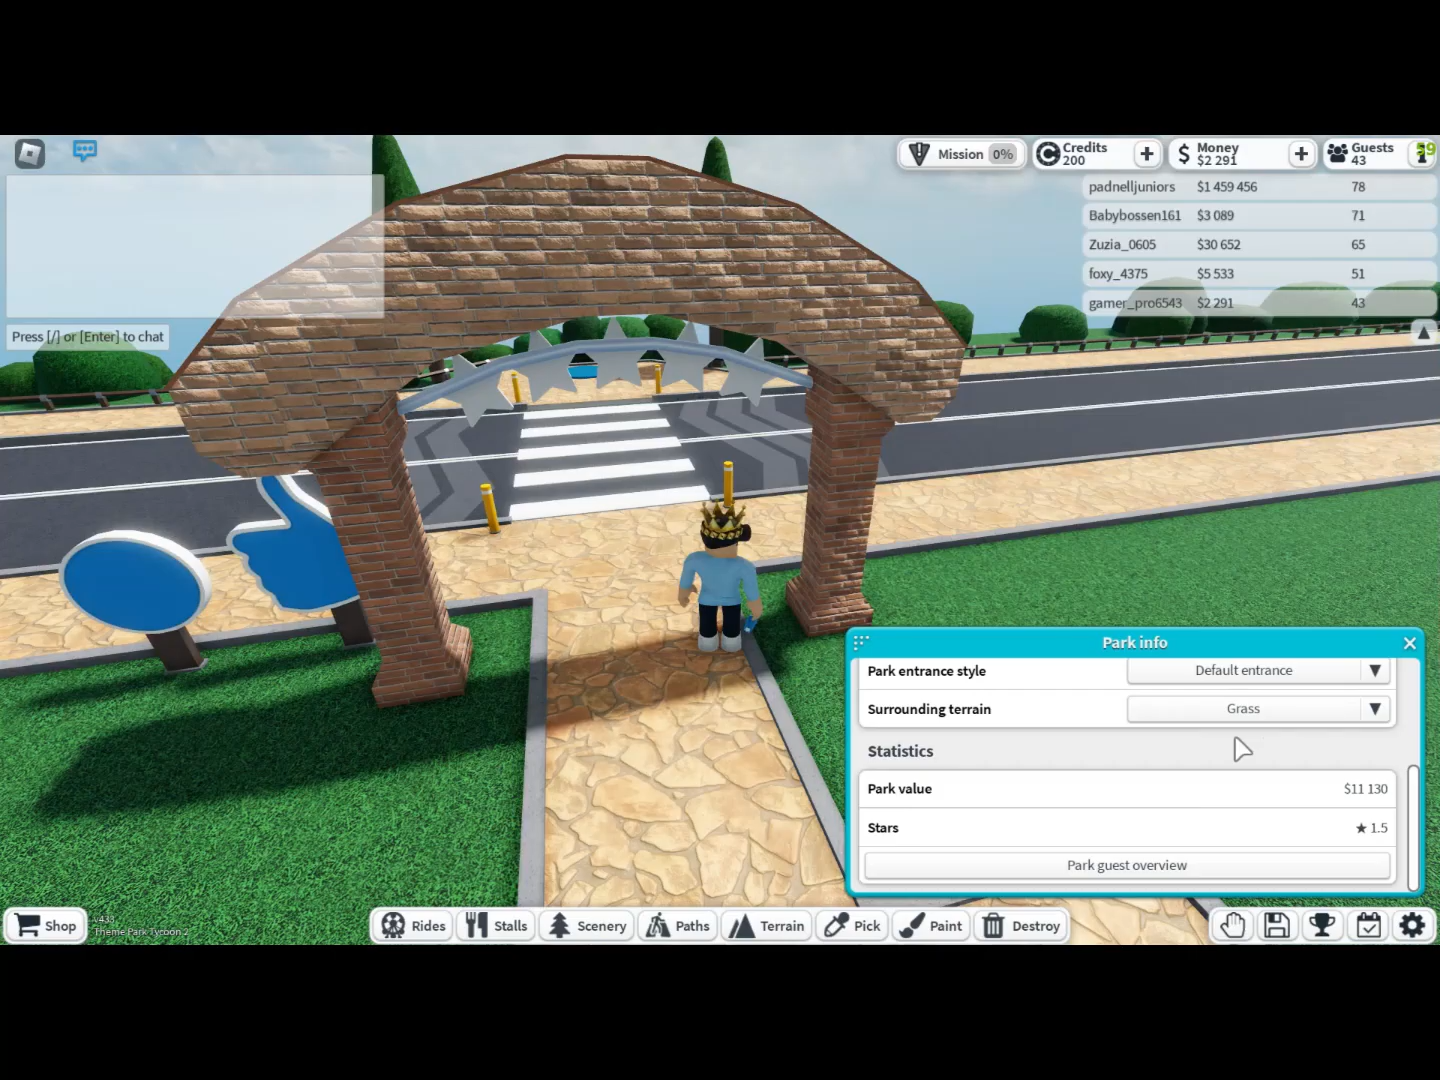 Mission 0%
Credits
200
Money
$2 291
Guests
43
59
padnelljuniors $1 459 456 78
Babybossen161 $3 089 71
Zuzia_0605 $30 652 65
foxy_4375 $5 533 51
gamer_pro6543 $2 291 43
Press [/] or [Enter] to chat
Park info
Park entrance style Default entrance
Surrounding terrain Grass
Statistics
Park value $11 130
Stars ★ 1.5
Park guest overview
Shop
v433
Theme Park Tycoon 2
Rides Stalls Scenery Paths Terrain Pick Paint Destroy